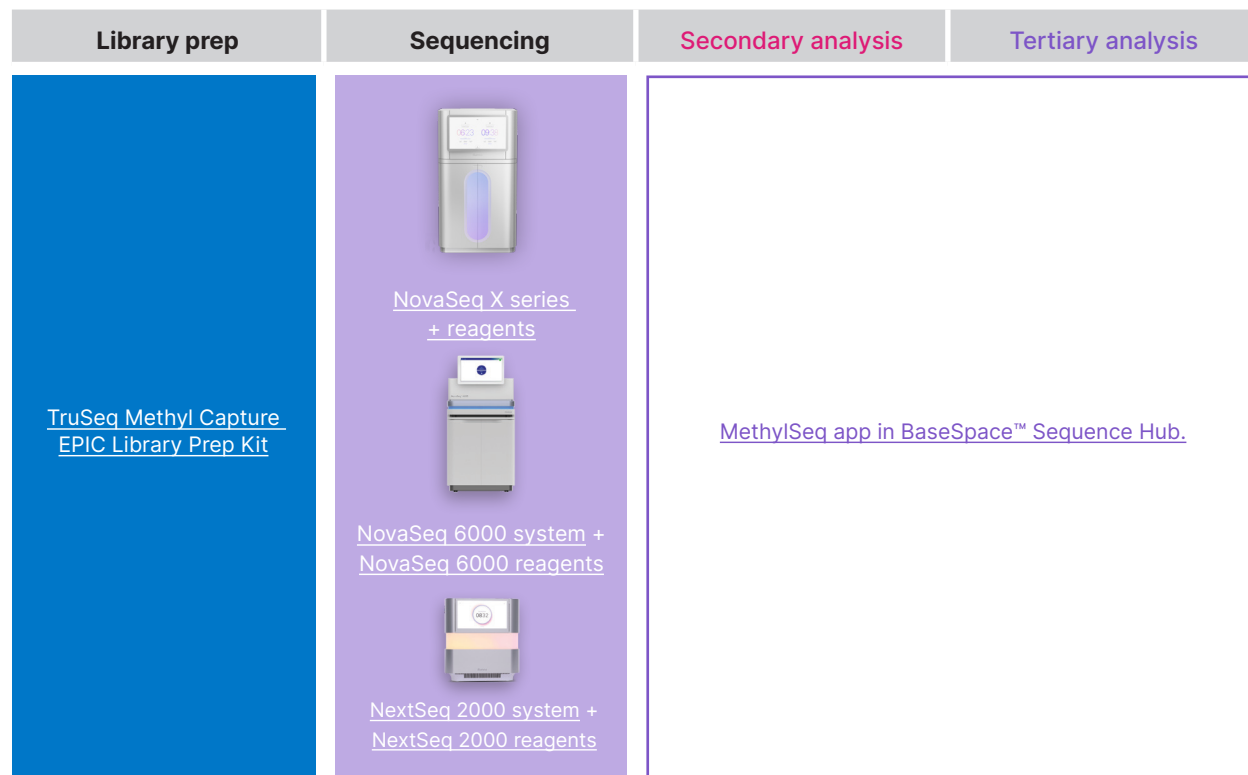 Library prep
Sequencing
Secondary analysis
Tertiary analysis
TruSeq Methyl Capture
EPIC Library Prep Kit
NovaSeq X series
+ reagents
NovaSeq 6000 system +
NovaSeq 6000 reagents
NextSeq 2000 system +
NextSeq 2000 reagents
MethylSeq app in BaseSpace™ Sequence Hub.